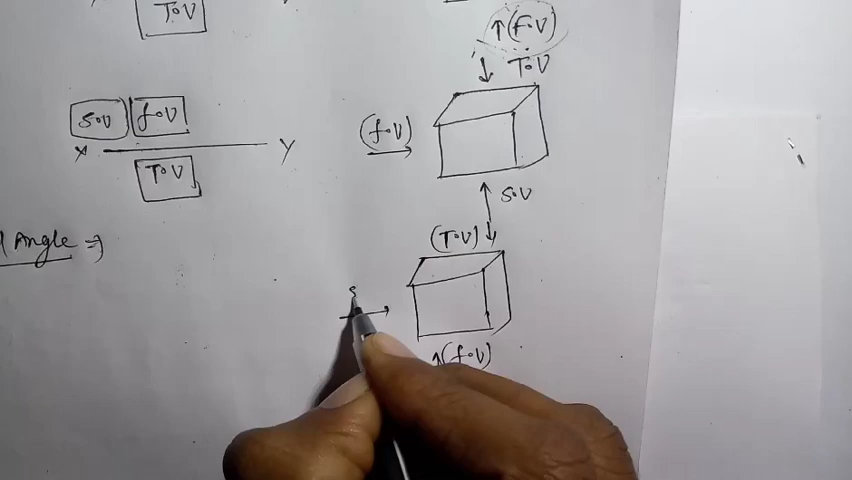 T.O.V
↑(f.o.V)
↓ T.O.V
S.O.V f.o.V
X Y
T.O.V
(f.o.V)
S.O.V
Angle ⇒
(T.O.V)
S
↑(f.o.V)